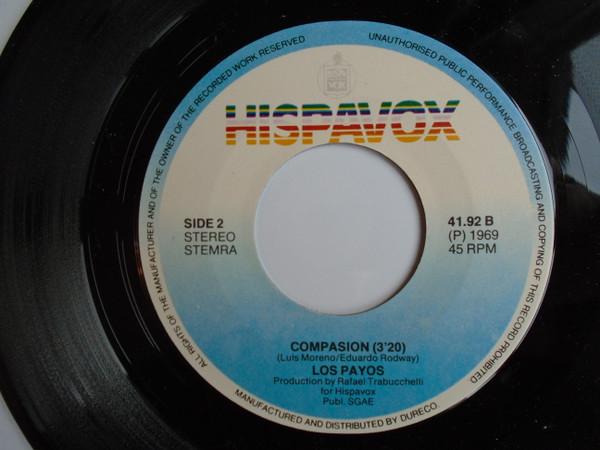 ALL RIGHTS OF THE MANUFACTURER AND OF THE OWNER OF THE RECORDED WORK RESERVED
UNAUTHORISED PUBLIC PERFORMANCE BROADCASTING AND COPYING OF THIS RECORD PROHIBITED
HISPAVOX
SIDE 2
STEREO
STEMRA
41.92 B
(P) 1969
45 RPM
COMPASION (3'20)
(Luis Moreno/Eduardo Rodway)
LOS PAYOS
Production by Rafael Trabucchelli
for Hispavox
Publ. SGAE
MANUFACTURED AND DISTRIBUTED BY DURECO.